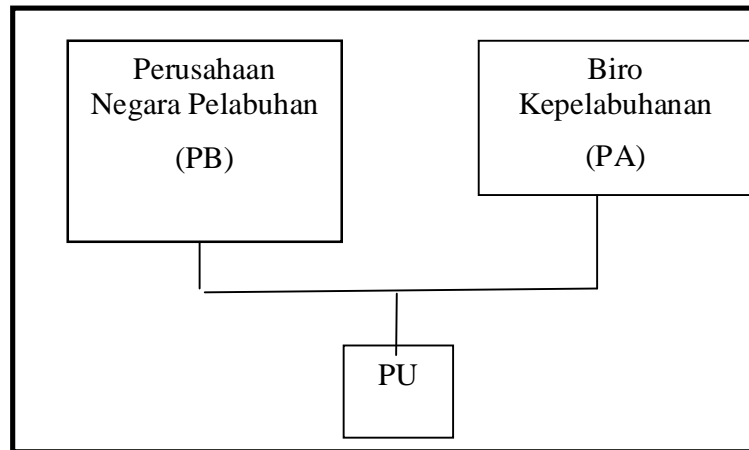 Perusahaan
Negara Pelabuhan
(PB)
Biro
Kepelabuhanan
(PA)
PU